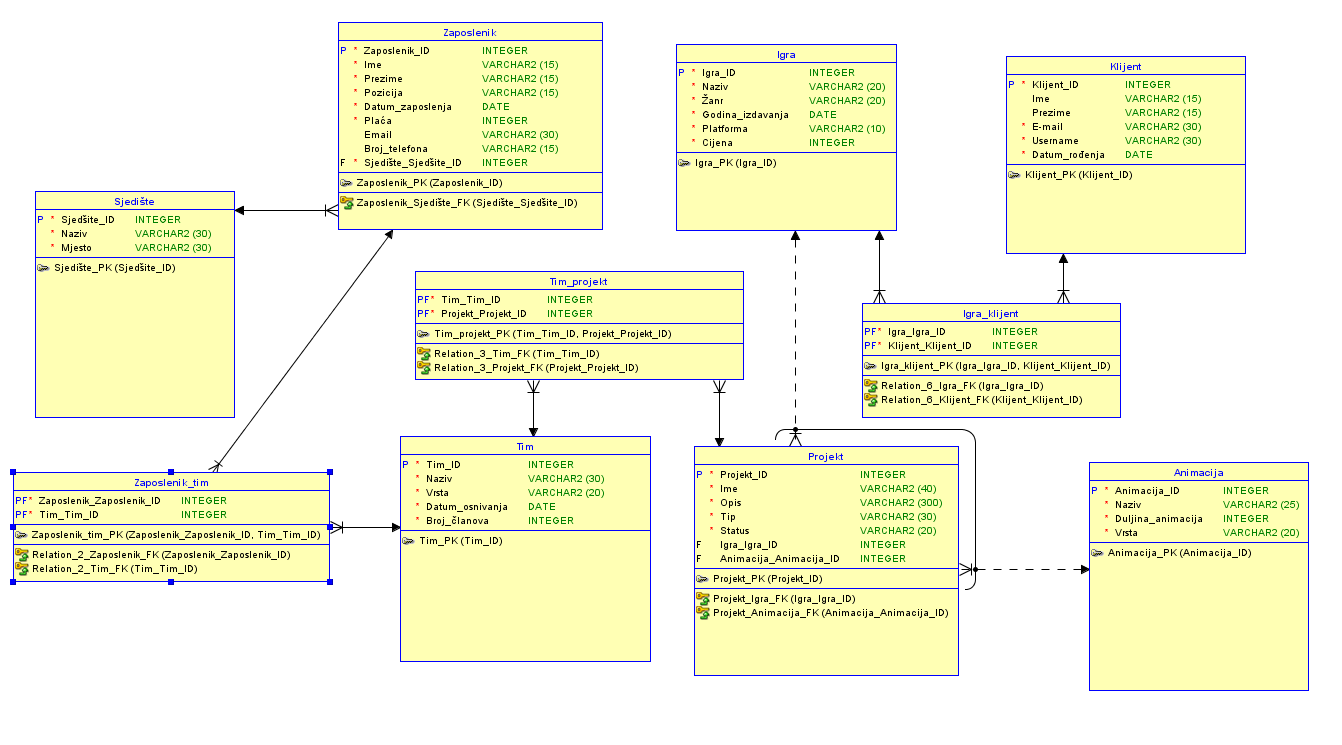 Zaposlenik
P * Zaposlenik_ID INTEGER
* Ime VARCHAR2 (15)
* Prezime VARCHAR2 (15)
* Pozicija VARCHAR2 (15)
* Datum_zaposlenja DATE
* Plaća INTEGER
Email VARCHAR2 (30)
Broj_telefona VARCHAR2 (15)
F * Sjedište_Sjedšite_ID INTEGER
Zaposlenik_PK (Zaposlenik_ID)
Zaposlenik_Sjedište_FK (Sjedište_Sjedšite_ID)
Igra
P * Igra_ID INTEGER
* Naziv VARCHAR2 (20)
* Žanr VARCHAR2 (20)
* Godina_izdavanja DATE
* Platforma VARCHAR2 (10)
* Cijena INTEGER
Igra_PK (Igra_ID)
Klijent
P * Klijent_ID INTEGER
Ime VARCHAR2 (15)
Prezime VARCHAR2 (15)
* E-mail VARCHAR2 (30)
* Username VARCHAR2 (30)
* Datum_rođenja DATE
Klijent_PK (Klijent_ID)
Sjedište
P * Sjedšite_ID INTEGER
* Naziv VARCHAR2 (30)
* Mjesto VARCHAR2 (30)
Sjedište_PK (Sjedšite_ID)
Tim_projekt
PF* Tim_Tim_ID INTEGER
PF* Projekt_Projekt_ID INTEGER
Tim_projekt_PK (Tim_Tim_ID, Projekt_Projekt_ID)
Relation_3_Tim_FK (Tim_Tim_ID)
Relation_3_Projekt_FK (Projekt_Projekt_ID)
Igra_klijent
PF* Igra_Igra_ID INTEGER
PF* Klijent_Klijent_ID INTEGER
Igra_klijent_PK (Igra_Igra_ID, Klijent_Klijent_ID)
Relation_6_Igra_FK (Igra_Igra_ID)
Relation_6_Klijent_FK (Klijent_Klijent_ID)
Zaposlenik_tim
PF* Zaposlenik_Zaposlenik_ID INTEGER
PF* Tim_Tim_ID INTEGER
Zaposlenik_tim_PK (Zaposlenik_Zaposlenik_ID, Tim_Tim_ID)
Relation_2_Zaposlenik_FK (Zaposlenik_Zaposlenik_ID)
Relation_2_Tim_FK (Tim_Tim_ID)
Tim
P * Tim_ID INTEGER
* Naziv VARCHAR2 (30)
* Vrsta VARCHAR2 (20)
* Datum_osnivanja DATE
* Broj_članova INTEGER
Tim_PK (Tim_ID)
Projekt
P * Projekt_ID INTEGER
* Ime VARCHAR2 (40)
* Opis VARCHAR2 (300)
* Tip VARCHAR2 (30)
* Status VARCHAR2 (20)
F Igra_Igra_ID INTEGER
F Animacija_Animacija_ID INTEGER
Projekt_PK (Projekt_ID)
Projekt_Igra_FK (Igra_Igra_ID)
Projekt_Animacija_FK (Animacija_Animacija_ID)
Animacija
P * Animacija_ID INTEGER
* Naziv VARCHAR2 (25)
* Duljina_animacija INTEGER
* Vrsta VARCHAR2 (20)
Animacija_PK (Animacija_ID)